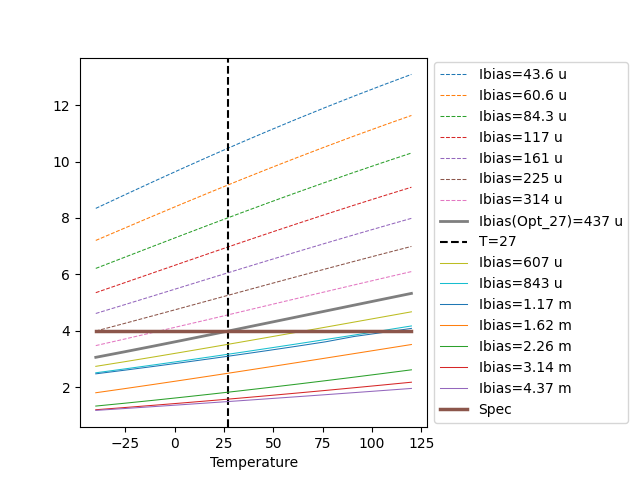 12
10
8
6
4
2
−25
0
25
50
75
100
125
Temperature
Ibias=43.6 u
Ibias=60.6 u
Ibias=84.3 u
Ibias=117 u
Ibias=161 u
Ibias=225 u
Ibias=314 u
Ibias(Opt_27)=437 u
T=27
Ibias=607 u
Ibias=843 u
Ibias=1.17 m
Ibias=1.62 m
Ibias=2.26 m
Ibias=3.14 m
Ibias=4.37 m
Spec